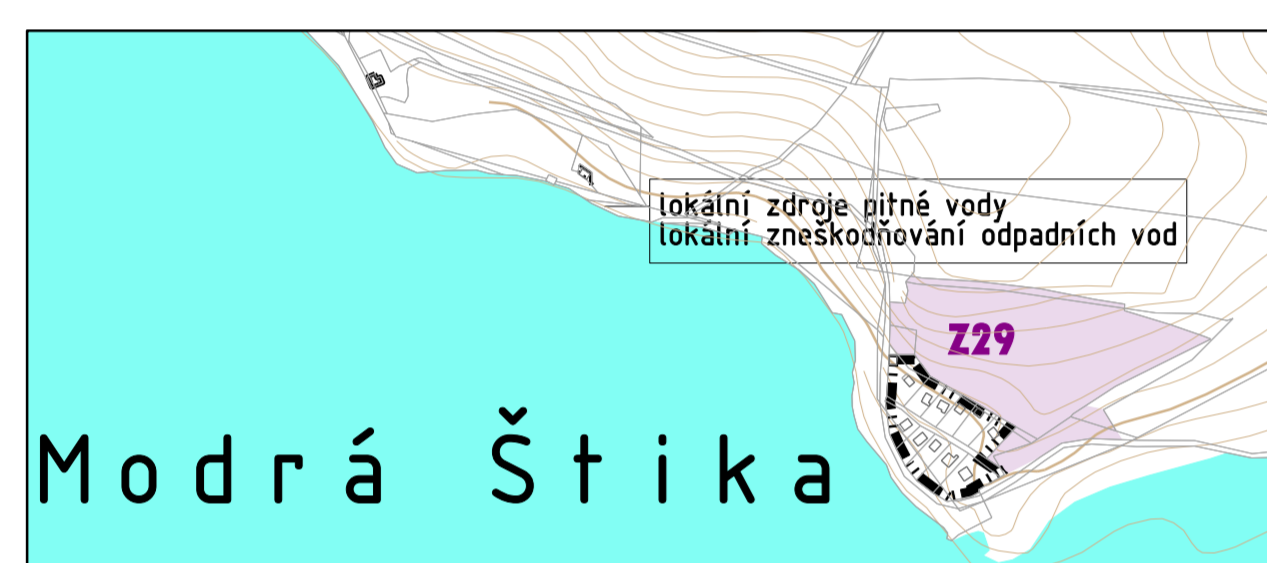 lokální zdroje pitné vody
lokální zneškodňování odpadních vod
Z29
Modrá Štika